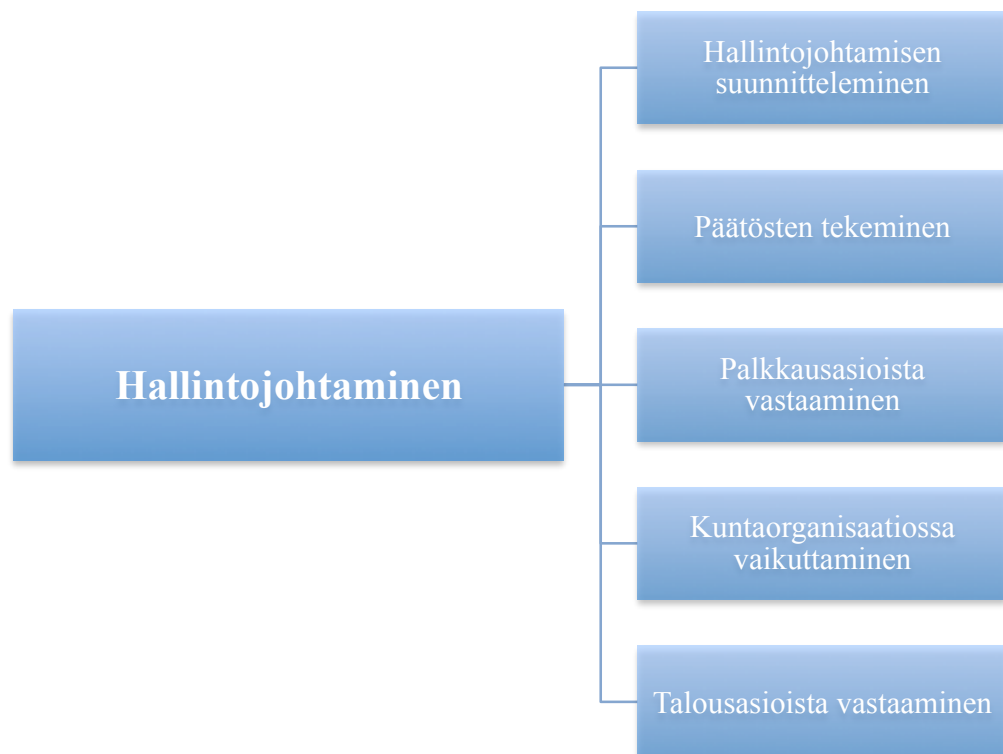 Hallintojohtamisen
suunnitteleminen
Päätösten tekeminen
Hallintojohtaminen
Palkkausasioista
vastaaminen
Kuntaorganisaatiossa
vaikuttaminen
Talousasioista vastaaminen